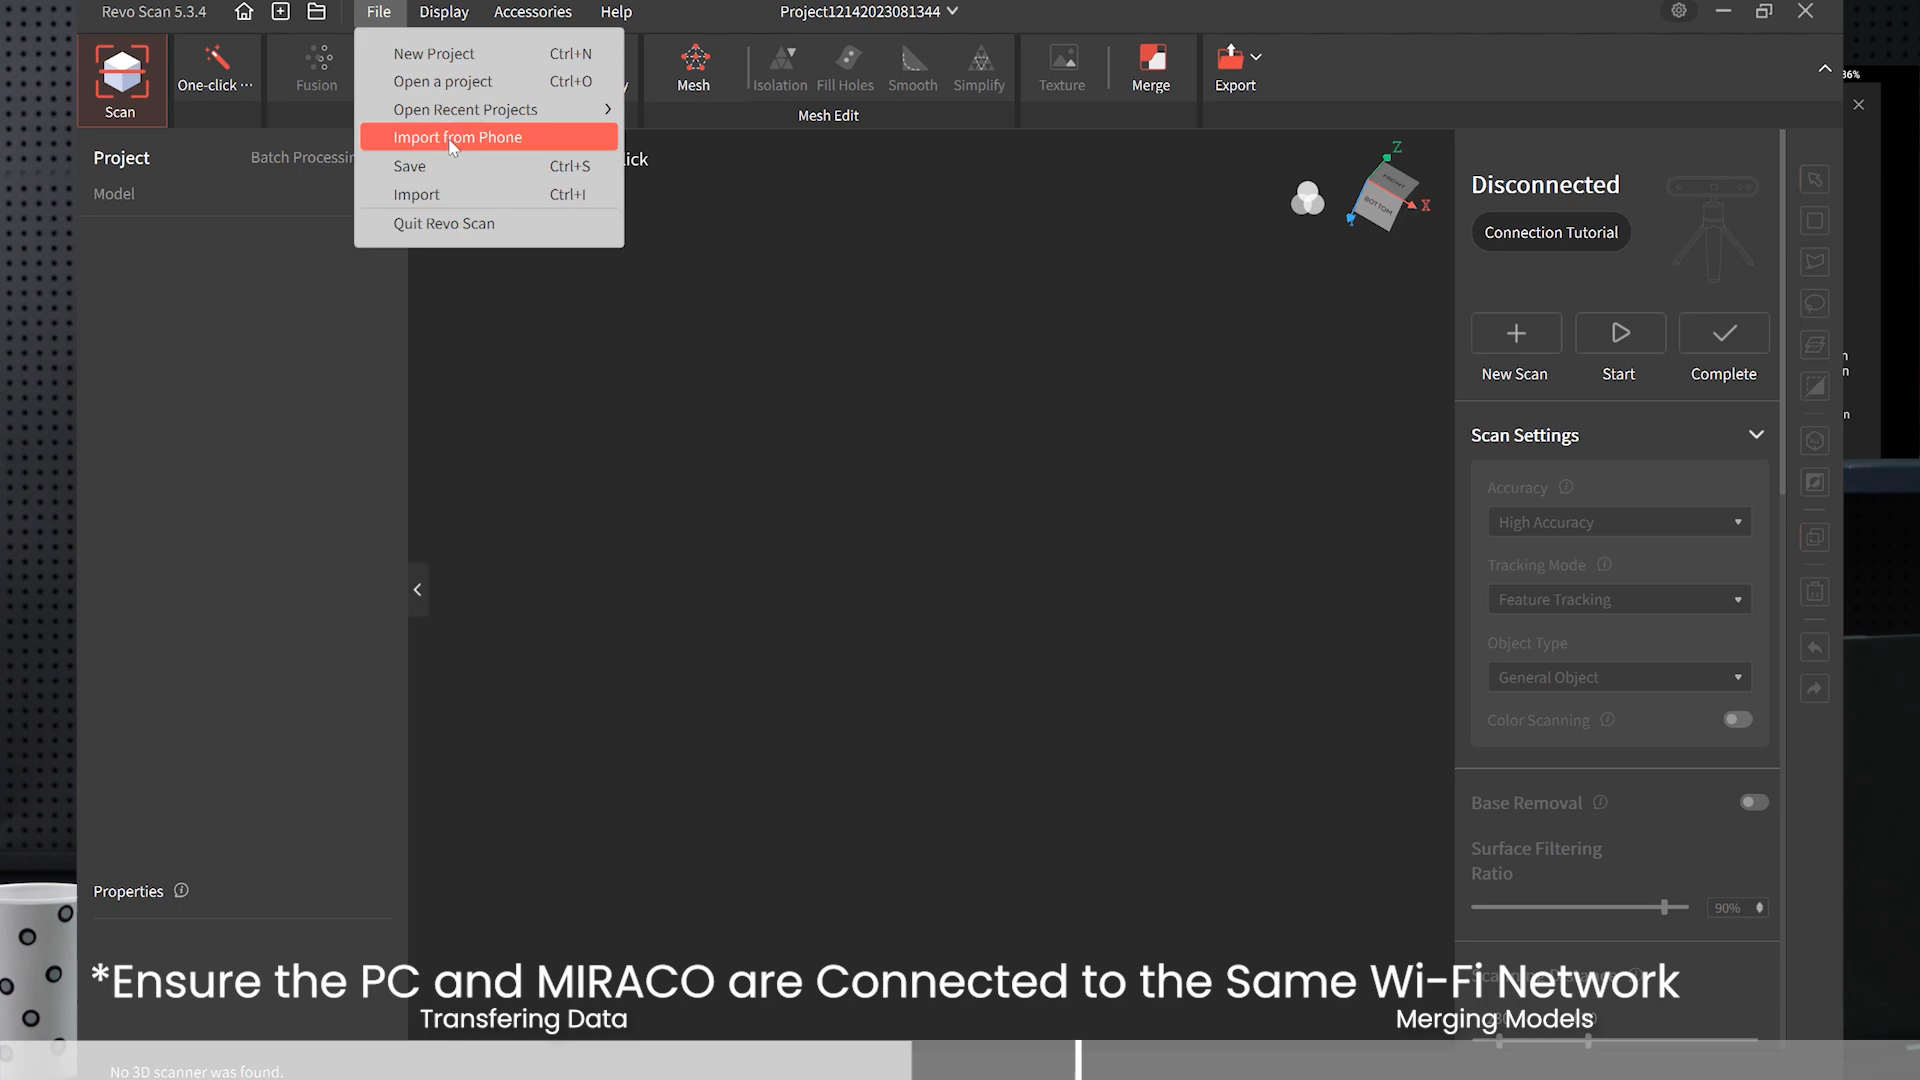 Revo Scan 5.3.4
File
Display
Accessories
Help
Project12142023081344
Scan
One-click ...
Fusion
Mesh
Isolation
Fill Holes
Smooth
Simplify
Mesh Edit
Texture
Merge
Export
36%
New Project Ctrl+N
Open a project Ctrl+O
Open Recent Projects
Import from Phone
Save Ctrl+S
Import Ctrl+I
Quit Revo Scan
Project
Batch Processin
Model
ick
Z
X
FRONT
BOTTOM
Disconnected
Connection Tutorial
New Scan
Start
Complete
Scan Settings
Accuracy
High Accuracy
Tracking Mode
Feature Tracking
Object Type
General Object
Color Scanning
Base Removal
Surface Filtering
Ratio
90%
Properties
*Ensure the PC and MIRACO are Connected to the Same Wi-Fi Network
Transfering Data
Merging Models
No 3D scanner was found.